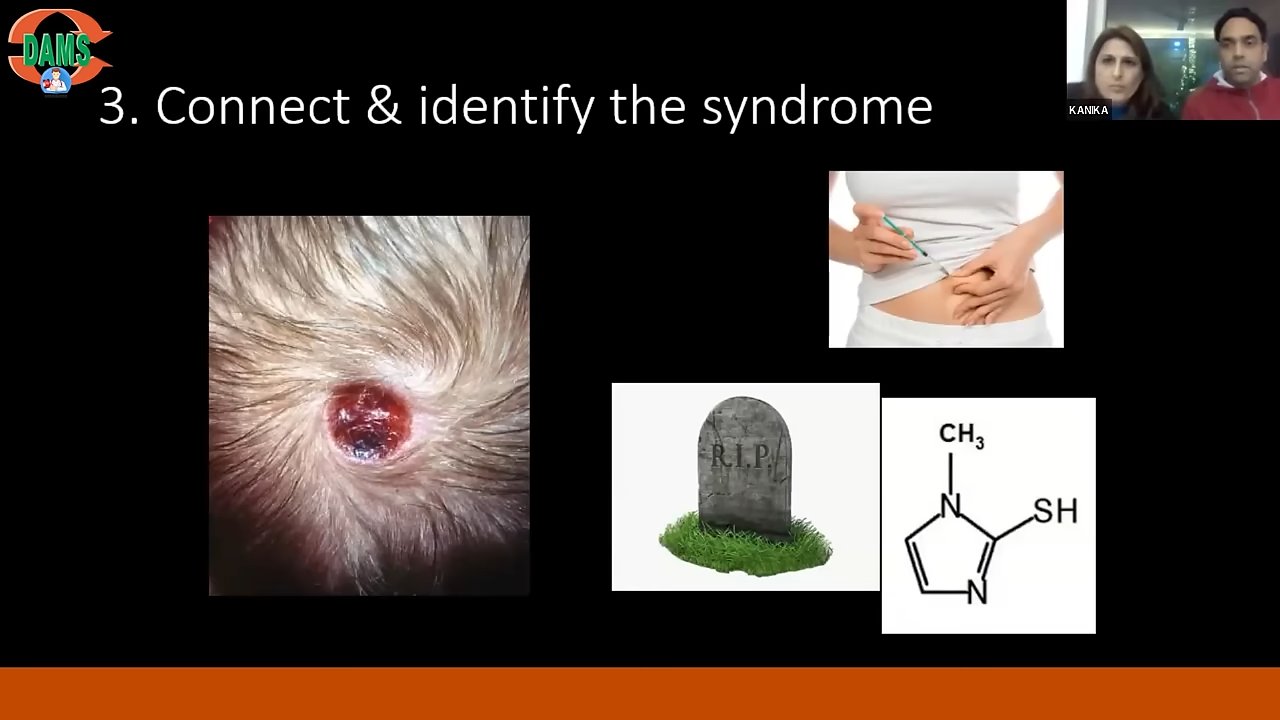 DAMS
3. Connect & identify the syndrome
KANIKA
R.I.P.
CH3
N
SH
N